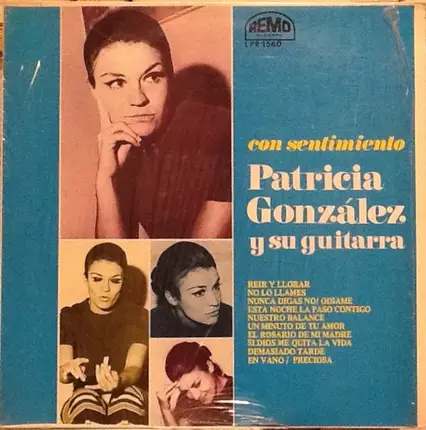 REMO
LPR 1560
con sentimiento
Patricia
González
y su guitarra
REIR Y LLORAR
NO LO LLAMES
NUNCA DIGAS NO/ ODIAME
ESTA NOCHE LA PASO CONTIGO
NUESTRO BALANCE
UN MINUTO DE TU AMOR
EL ROSARIO DE MI MADRE
SI DIOS ME QUITA LA VIDA
DEMASIADO TARDE
EN VANO / PRECIOSA